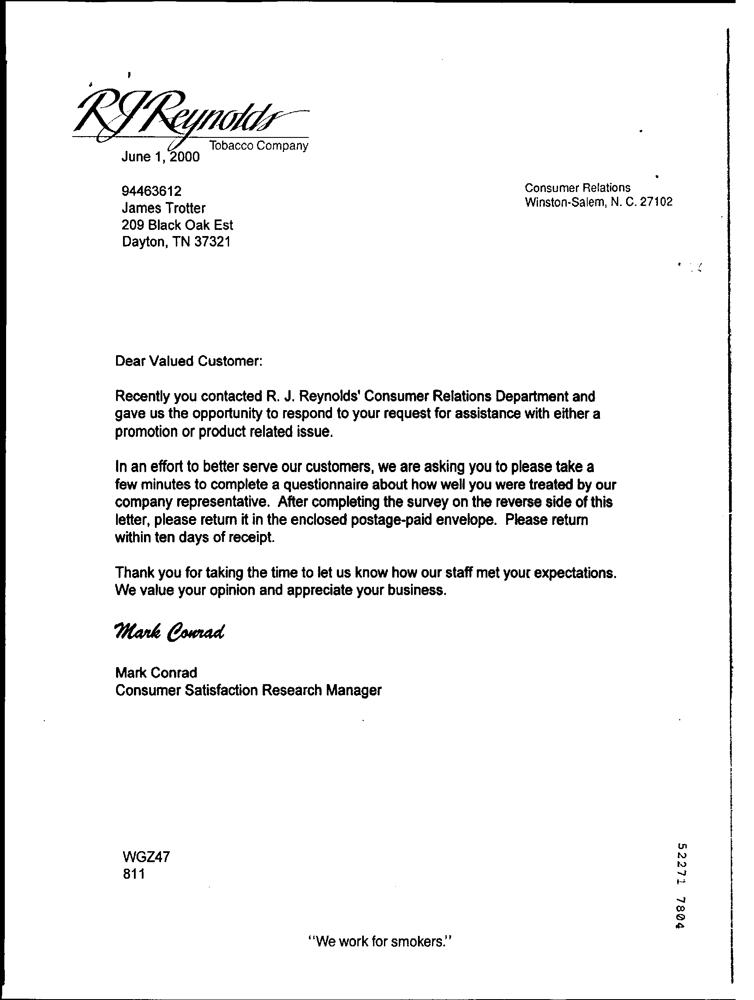 RJReynolds
Tobacco Company
June 1, 2000
94463612
James Trotter
209 Black Oak Est
Dayton, TN 37321
Consumer Relations
Winston-Salem, N. C. 27102
Dear Valued Customer:
Recently you contacted R. J. Reynolds' Consumer Relations Department and
gave us the opportunity to respond to your request for assistance with either a
promotion or product related issue.
In an effort to better serve our customers, we are asking you to please take a
few minutes to complete a questionnaire about how well you were treated by our
company representative. After completing the survey on the reverse side of this
letter, please return it in the enclosed postage-paid envelope. Please return
within ten days of receipt.
Thank you for taking the time to let us know how our staff met your expectations.
We value your opinion and appreciate your business.
Mark Conrad
Mark Conrad
Consumer Satisfaction Research Manager
WGZ47
811
52271 7804
"We work for smokers."